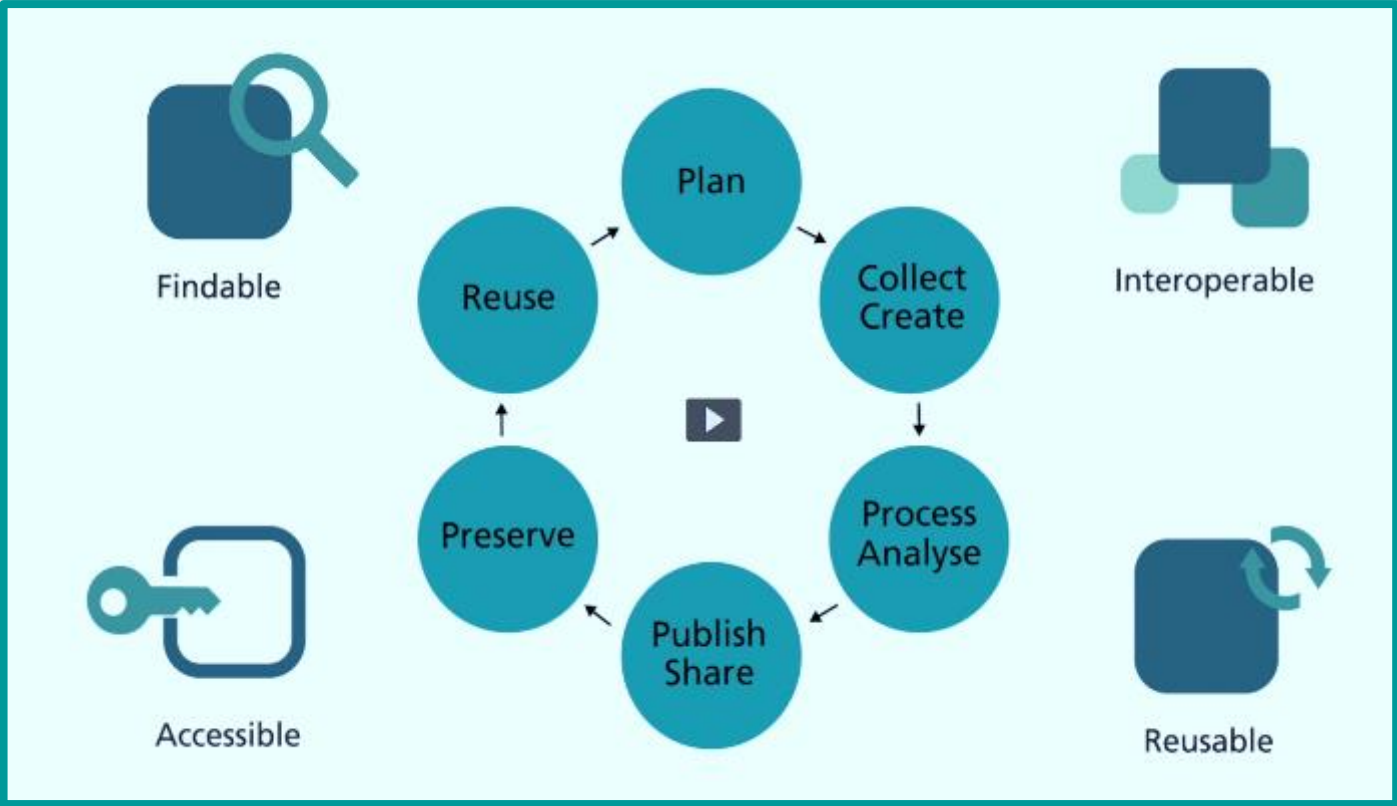 Findable
Accessible
Plan
Collect
Create
Process
Analyse
Publish
Share
Preserve
Reuse
Interoperable
Reusable